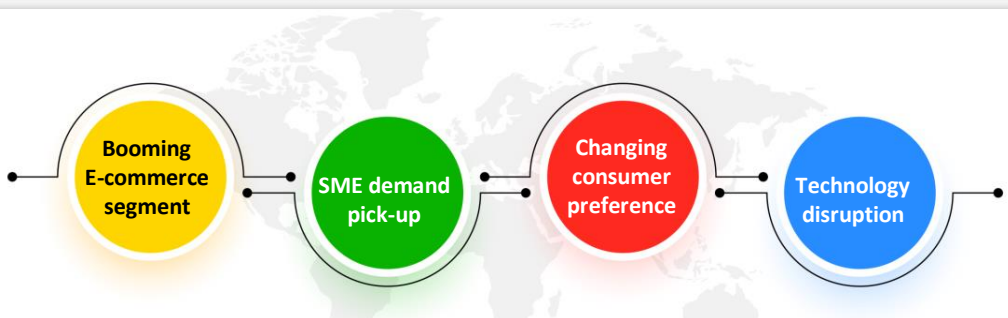 Booming
E-commerce
segment
SME demand
pick-up
Changing
consumer
preference
Technology
disruption